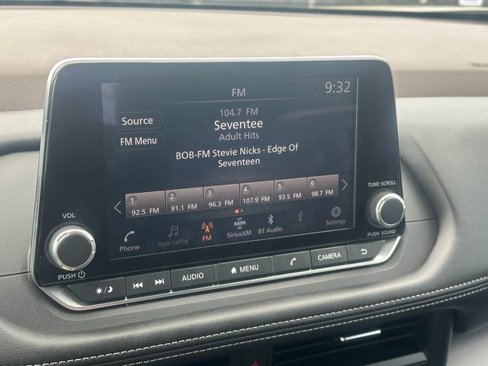 FM
9:32
Source
104.7 FM
Seventee
Adult Hits
FM Menu
BOB-FM Stevie Nicks - Edge Of
Seventeen
1 2 3 4 5 6
92.5 FM 91.1 FM 96.3 FM 107.9 FM 93.5 FM 98.7 FM
Phone
Apple CarPlay
FM
SiriusXM
BT Audio
Settings
VOL
PUSH
TUNE·SCROLL
PUSH SOUND
AUDIO
MENU
CAMERA